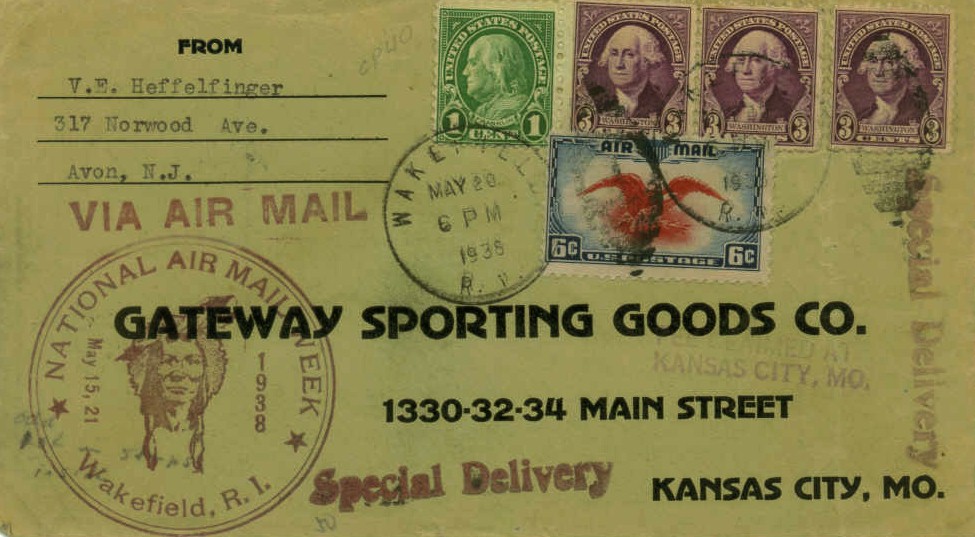 FROM
V.E. Heffelfinger
317 Norwood Ave.
Avon, N.J.
VIA AIR MAIL
UNITED STATES POSTAGE
1 CENT 1
UNITED STATES POSTAGE
3 WASHINGTON 3
UNITED STATES POSTAGE
3 WASHINGTON 3
CENTS
UNITED STATES POSTAGE
3 WASHINGTON 3
CENTS
AIR MAIL
6c U.S. POSTAGE 6c
MAY 20
6 PM
1938
R. I.
NATIONAL AIR MAIL WEEK
May 15, 21
1938
Wakefield, R. I.
GATEWAY SPORTING GOODS CO.
KANSAS CITY, MO.
1330-32-34 MAIN STREET
Special Delivery
KANSAS CITY, MO.
Special Delivery